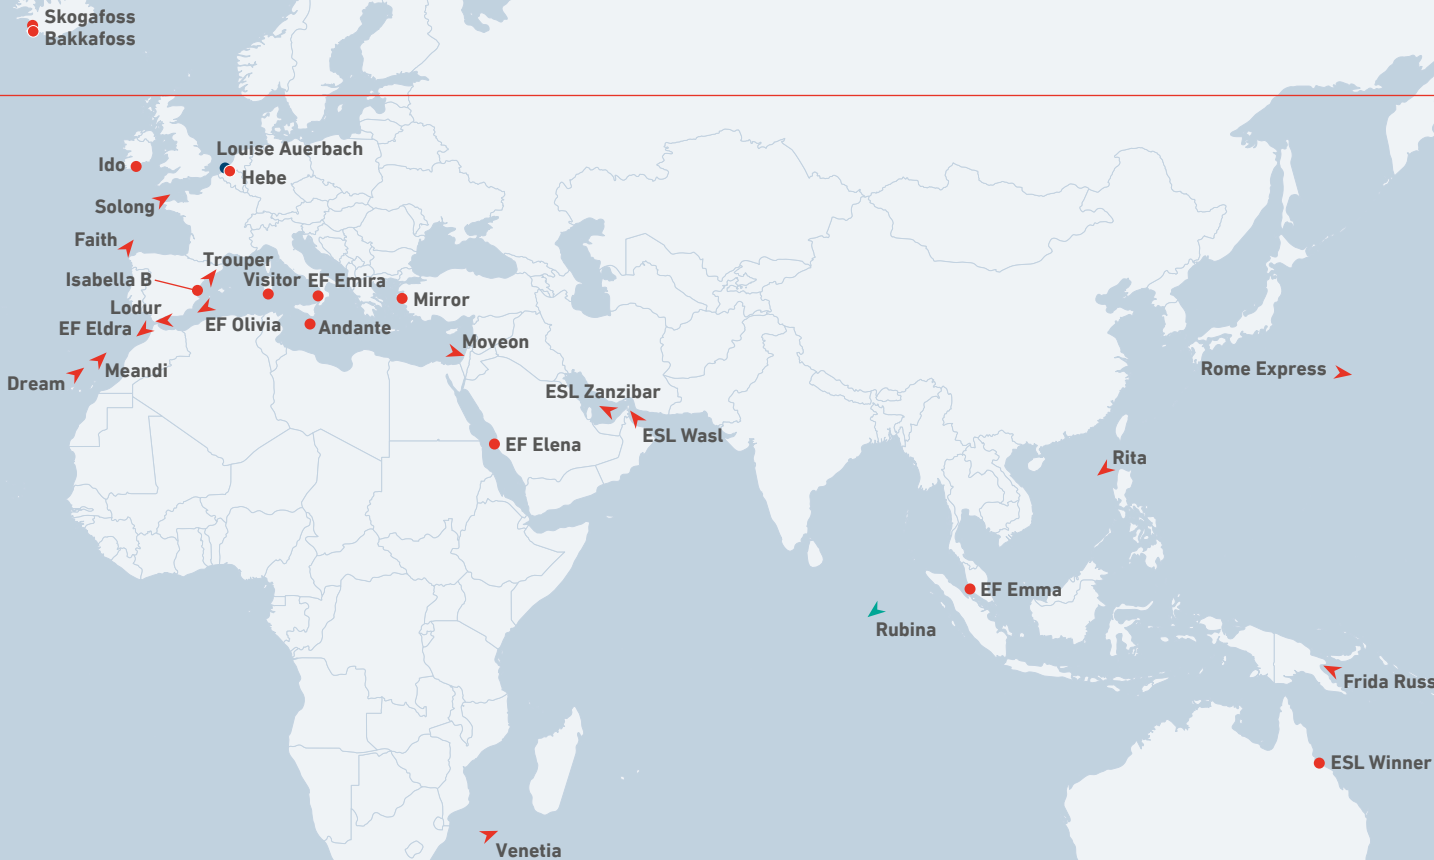 Skogafoss
Bakkafoss
Louise Auerbach
Ido
Hebe
Solong
Faith
Trouper
Isabella B
Visitor
EF Emira
Mirror
Lodur
EF Olivia
Andante
EF Eldra
Moveon
Meandi
Dream
Rome Express
ESL Zanzibar
ESL Wasl
EF Elena
Rita
EF Emma
Rubina
Frida Russ
ESL Winner
Venetia